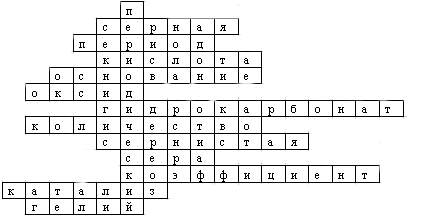 п
серная
период
кислота
основание
оксид
гидрокарбонат
количество
сернистая
сера
коэффициент
катализ
гелий